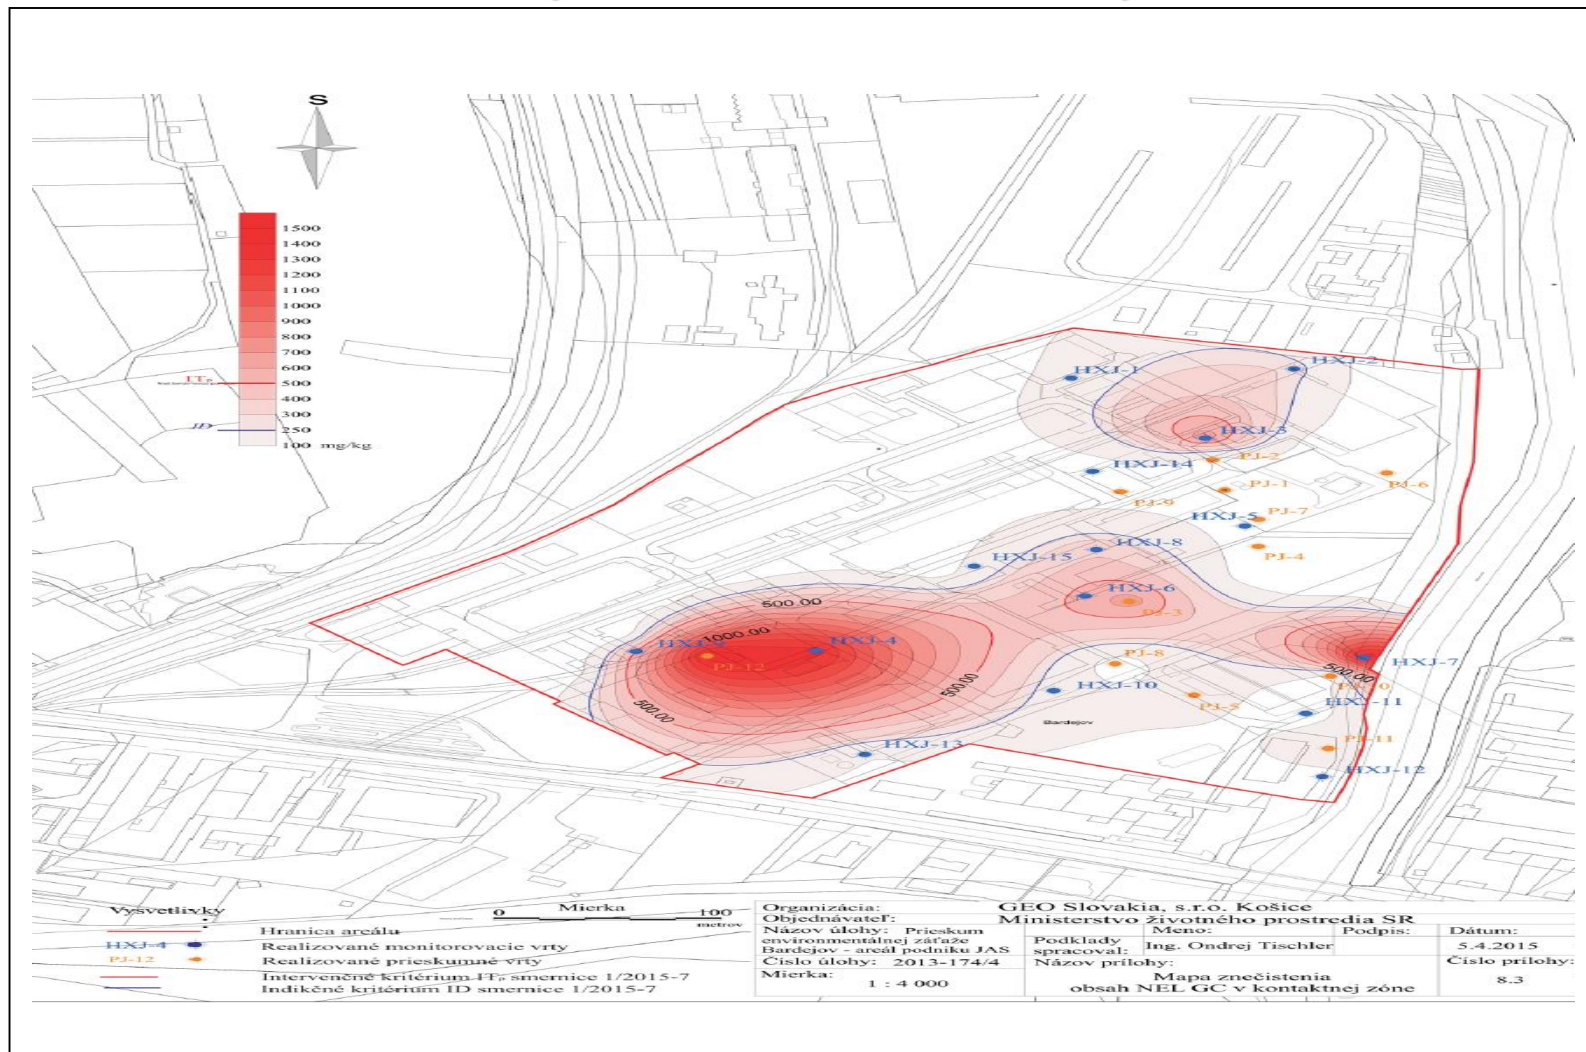 S
1500
1400
1300
1200
1100
1000
900
800
700
600
ITₚ 500
400
300
ID 250
100 mg/kg
HXJ-1
HXJ-2
HXJ-3
PJ-2
HXJ-14
PJ-6
PJ-1
PJ-9
PJ-7
HXJ-5
PJ-4
HXJ-8
HXJ-15
HXJ-6
PJ-3
500.00
1000.00
HXJ-4
PJ-12
HXJ-7
PJ-8
500.00
500.00
500.00
HXJ-10
PJ-5
HXJ-11
Bardejov
PJ-11
HXJ-13
HXJ-12
Vysvetlivky
Hranica areálu
HXJ-4 Realizované monitorovacie vrty
PJ-12 Realizované prieskumné vrty
Intervenčné kritérium ITₚ smernice 1/2015-7
Indikčné kritérium ID smernice 1/2015-7
Mierka
0 100
metrov
Organizácia: GEO Slovakia, s.r.o. Košice
Objednávateľ: Ministerstvo životného prostredia SR
Názov úlohy: Prieskum
environmentálnej záťaže
Bardejov - areál podniku JAS
Číslo úlohy: 2013-174/4
Mierka:
1 : 4 000
Podklady
spracoval:
Meno:
Ing. Ondrej Tischler
Podpis:
Dátum:
5.4.2015
Názov prílohy:
Mapa znečistenia
obsah NEL GC v kontaktnej zóne
Číslo prílohy:
8.3